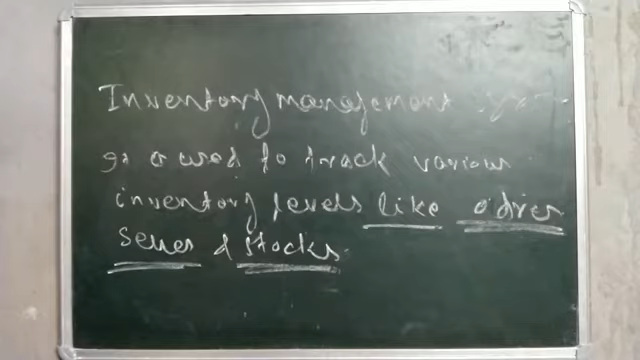 Inventory management
is a used to track various
inventory levels like orders
sales & stocks.